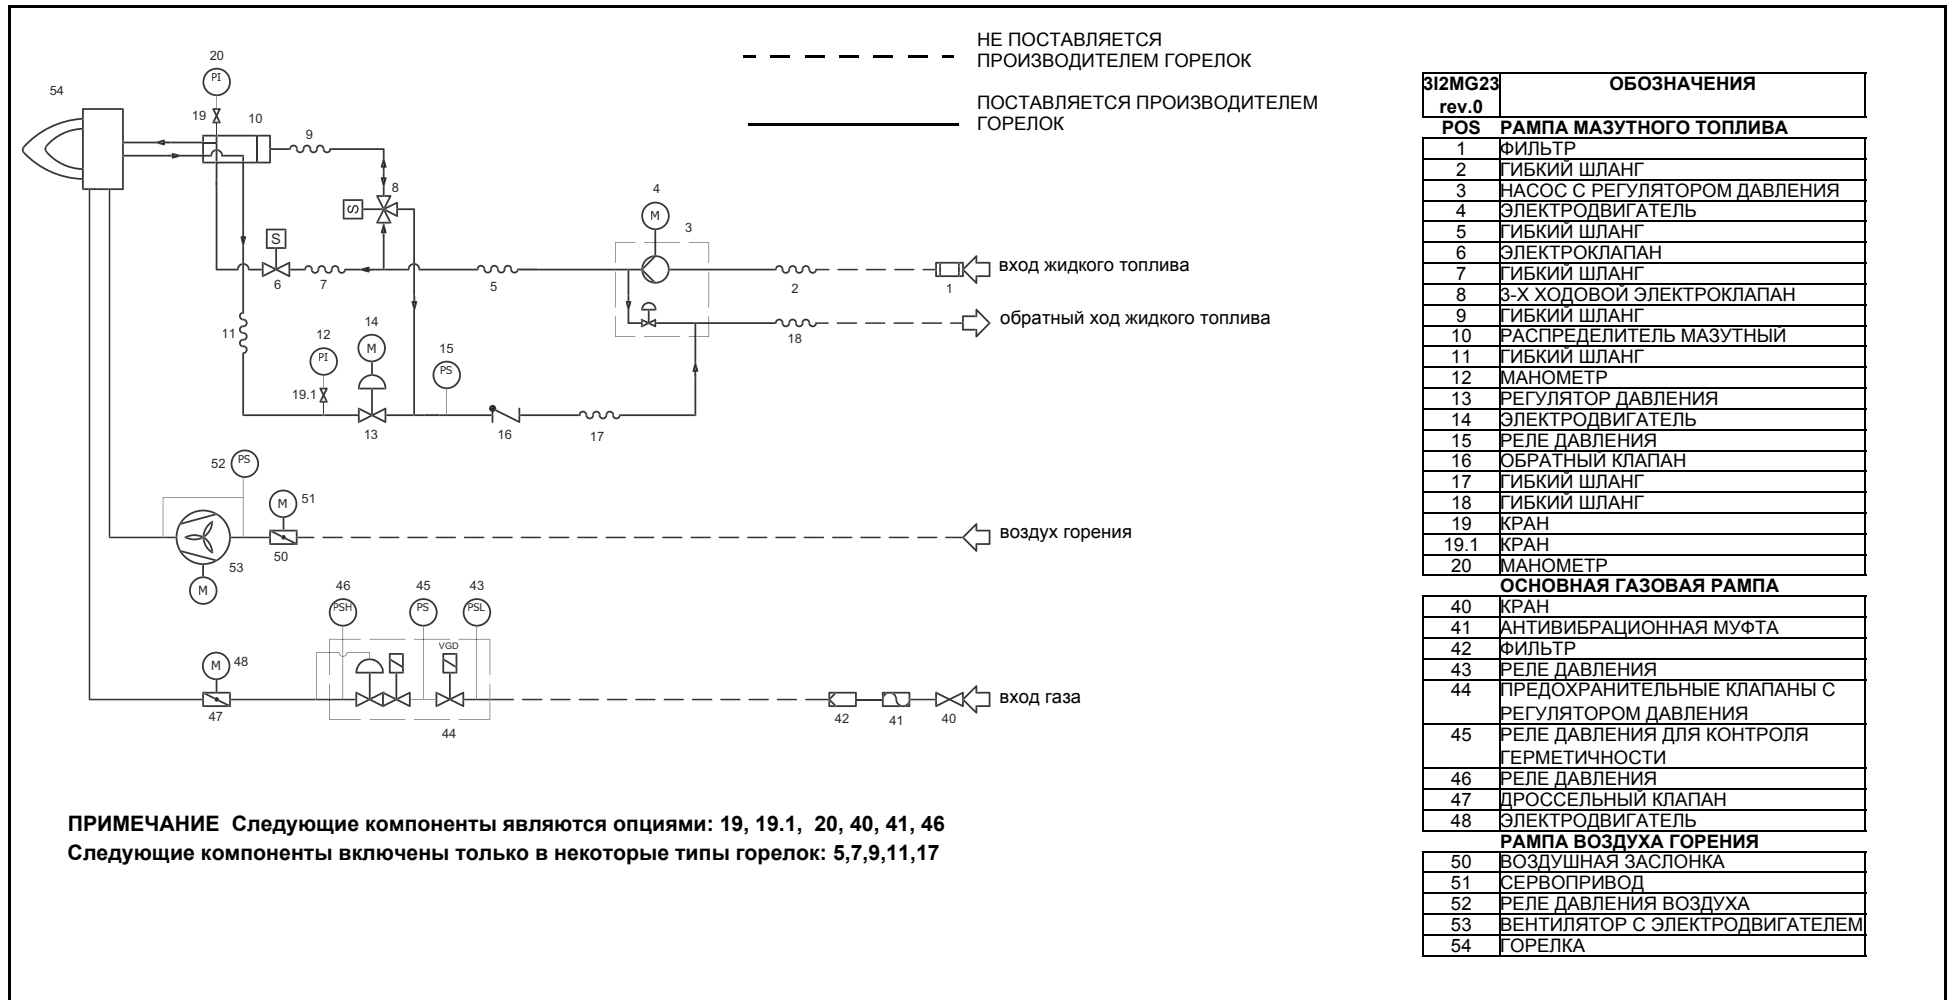 НЕ ПОСТАВЛЯЕТСЯ
ПРОИЗВОДИТЕЛЕМ ГОРЕЛОК
ПОСТАВЛЯЕТСЯ ПРОИЗВОДИТЕЛЕМ
ГОРЕЛОК
20
PI
54
19
10
9
8
S
4
M
3
S
6
7
5
2
1
вход жидкого топлива
обратный ход жидкого топлива
18
11
12
PI
14
M
15
PS
19.1
13
16
17
52
PS
M
51
50
53
M
воздух горения
46
45
43
PSH
PS
PSL
VGD
M
48
47
44
42
41
40
вход газа
ПРИМЕЧАНИЕ Следующие компоненты являются опциями: 19, 19.1, 20, 40, 41, 46
Следующие компоненты включены только в некоторые типы горелок: 5,7,9,11,17
3I2MG23 ОБОЗНАЧЕНИЯ
rev.0
POS РАМПА МАЗУТНОГО ТОПЛИВА
1 ФИЛЬТР
2 ГИБКИЙ ШЛАНГ
3 НАСОС С РЕГУЛЯТОРОМ ДАВЛЕНИЯ
4 ЭЛЕКТРОДВИГАТЕЛЬ
5 ГИБКИЙ ШЛАНГ
6 ЭЛЕКТРОКЛАПАН
7 ГИБКИЙ ШЛАНГ
8 3-Х ХОДОВОЙ ЭЛЕКТРОКЛАПАН
9 ГИБКИЙ ШЛАНГ
10 РАСПРЕДЕЛИТЕЛЬ МАЗУТНЫЙ
11 ГИБКИЙ ШЛАНГ
12 МАНОМЕТР
13 РЕГУЛЯТОР ДАВЛЕНИЯ
14 ЭЛЕКТРОДВИГАТЕЛЬ
15 РЕЛЕ ДАВЛЕНИЯ
16 ОБРАТНЫЙ КЛАПАН
17 ГИБКИЙ ШЛАНГ
18 ГИБКИЙ ШЛАНГ
19 КРАН
19.1 КРАН
20 МАНОМЕТР
ОСНОВНАЯ ГАЗОВАЯ РАМПА
40 КРАН
41 АНТИВИБРАЦИОННАЯ МУФТА
42 ФИЛЬТР
43 РЕЛЕ ДАВЛЕНИЯ
44 ПРЕДОХРАНИТЕЛЬНЫЕ КЛАПАНЫ С
РЕГУЛЯТОРОМ ДАВЛЕНИЯ
45 РЕЛЕ ДАВЛЕНИЯ ДЛЯ КОНТРОЛЯ
ГЕРМЕТИЧНОСТИ
46 РЕЛЕ ДАВЛЕНИЯ
47 ДРОССЕЛЬНЫЙ КЛАПАН
48 ЭЛЕКТРОДВИГАТЕЛЬ
РАМПА ВОЗДУХА ГОРЕНИЯ
50 ВОЗДУШНАЯ ЗАСЛОНКА
51 СЕРВОПРИВОД
52 РЕЛЕ ДАВЛЕНИЯ ВОЗДУХА
53 ВЕНТИЛЯТОР С ЭЛЕКТРОДВИГАТЕЛЕМ
54 ГОРЕЛКА